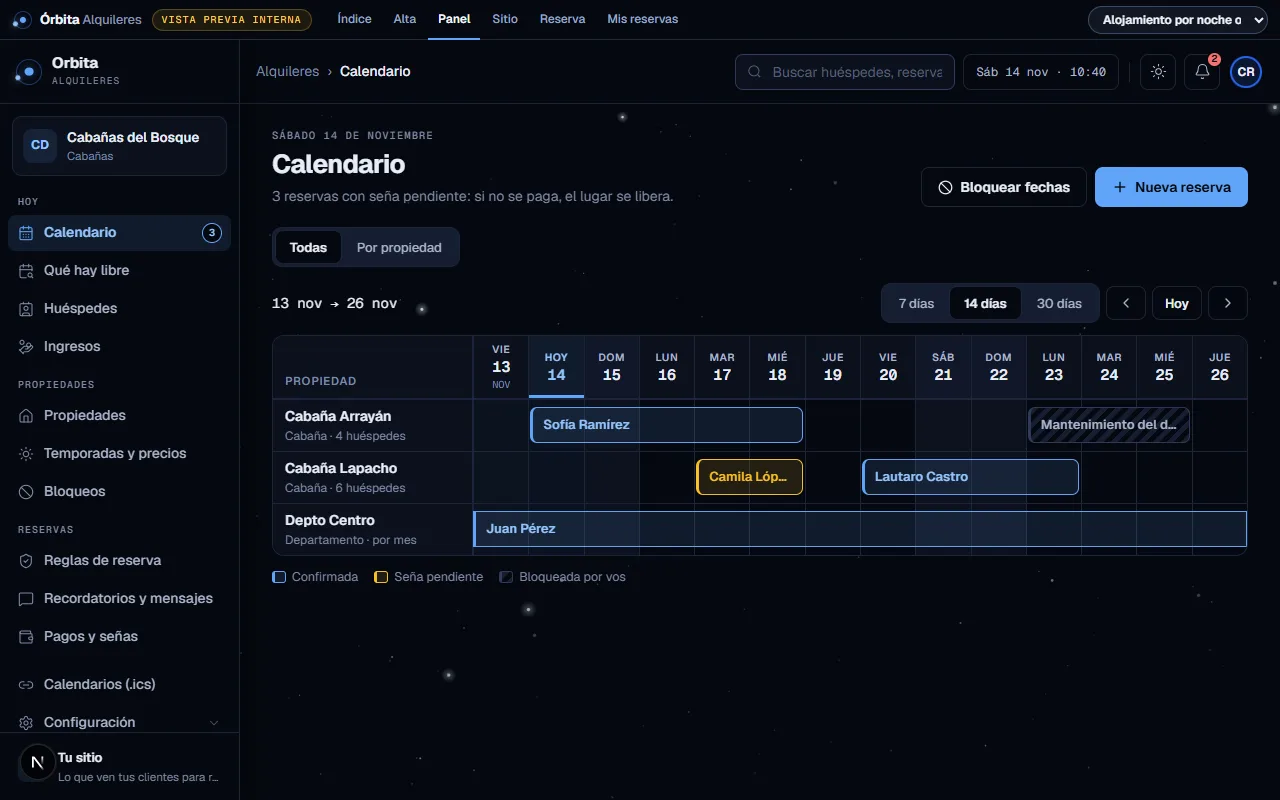 Órbita Alquileres
VISTA PREVIA INTERNA
Índice
Alta
Panel
Sitio
Reserva
Mis reservas
Alojamiento por noche o
Orbita
ALQUILERES
Alquileres › Calendario
Buscar huéspedes, reserva
Sáb 14 nov · 10:40
2
CR
CD
Cabañas del Bosque
Cabañas
HOY
Calendario
3
Qué hay libre
Huéspedes
Ingresos
PROPIEDADES
Propiedades
Temporadas y precios
Bloqueos
RESERVAS
Reglas de reserva
Recordatorios y mensajes
Pagos y señas
Calendarios (.ics)
Configuración
N
Tu sitio
Lo que ven tus clientes para r...
SÁBADO 14 DE NOVIEMBRE
Calendario
3 reservas con seña pendiente: si no se paga, el lugar se libera.
Bloquear fechas
Nueva reserva
Todas
Por propiedad
13 nov → 26 nov
7 días
14 días
30 días
Hoy
PROPIEDAD
VIE 13 NOV
HOY 14
DOM 15
LUN 16
MAR 17
MIÉ 18
JUE 19
VIE 20
SÁB 21
DOM 22
LUN 23
MAR 24
MIÉ 25
JUE 26
Cabaña Arrayán
Cabaña · 4 huéspedes
Sofía Ramírez
Mantenimiento del d...
Cabaña Lapacho
Cabaña · 6 huéspedes
Camila Lóp...
Lautaro Castro
Depto Centro
Departamento · por mes
Juan Pérez
Confirmada
Seña pendiente
Bloqueada por vos